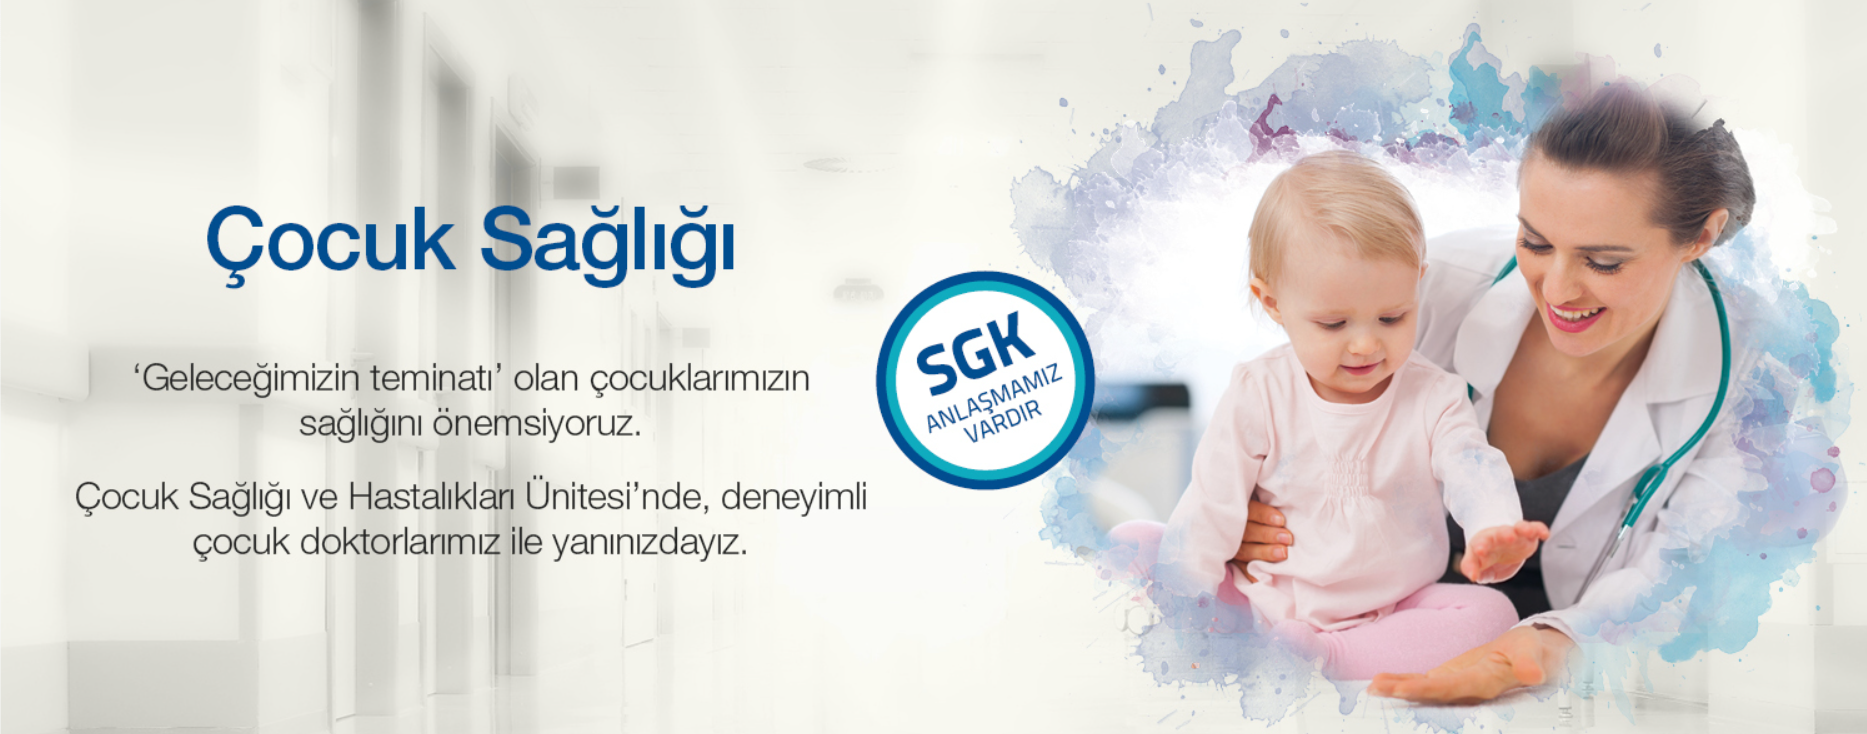 Çocuk Sağlığı
‘Geleceğimizin teminatı’ olan çocuklarımızın
sağlığını önemsiyoruz.
Çocuk Sağlığı ve Hastalıkları Ünitesi’nde, deneyimli
çocuk doktorlarımız ile yanınızdayız.
SGK
ANLAŞMAMIZ
VARDIR